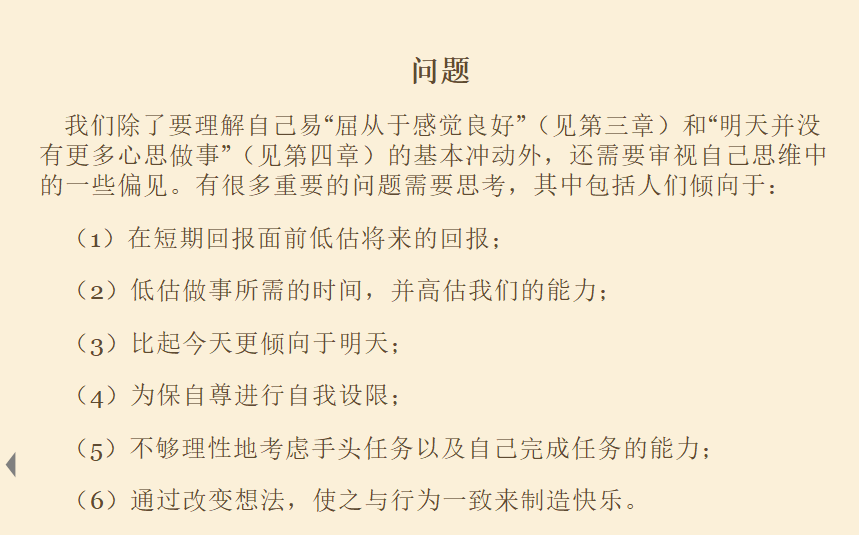 问题
我们除了要理解自己易“屈从于感觉良好”（见第三章）和“明天并没
有更多心思做事”（见第四章）的基本冲动外，还需要审视自己思维中
的一些偏见。有很多重要的问题需要思考，其中包括人们倾向于：
（1）在短期回报面前低估将来的回报；
（2）低估做事所需的时间，并高估我们的能力；
（3）比起今天更倾向于明天；
（4）为保自尊进行自我设限；
（5）不够理性地考虑手头任务以及自己完成任务的能力；
（6）通过改变想法，使之与行为一致来制造快乐。